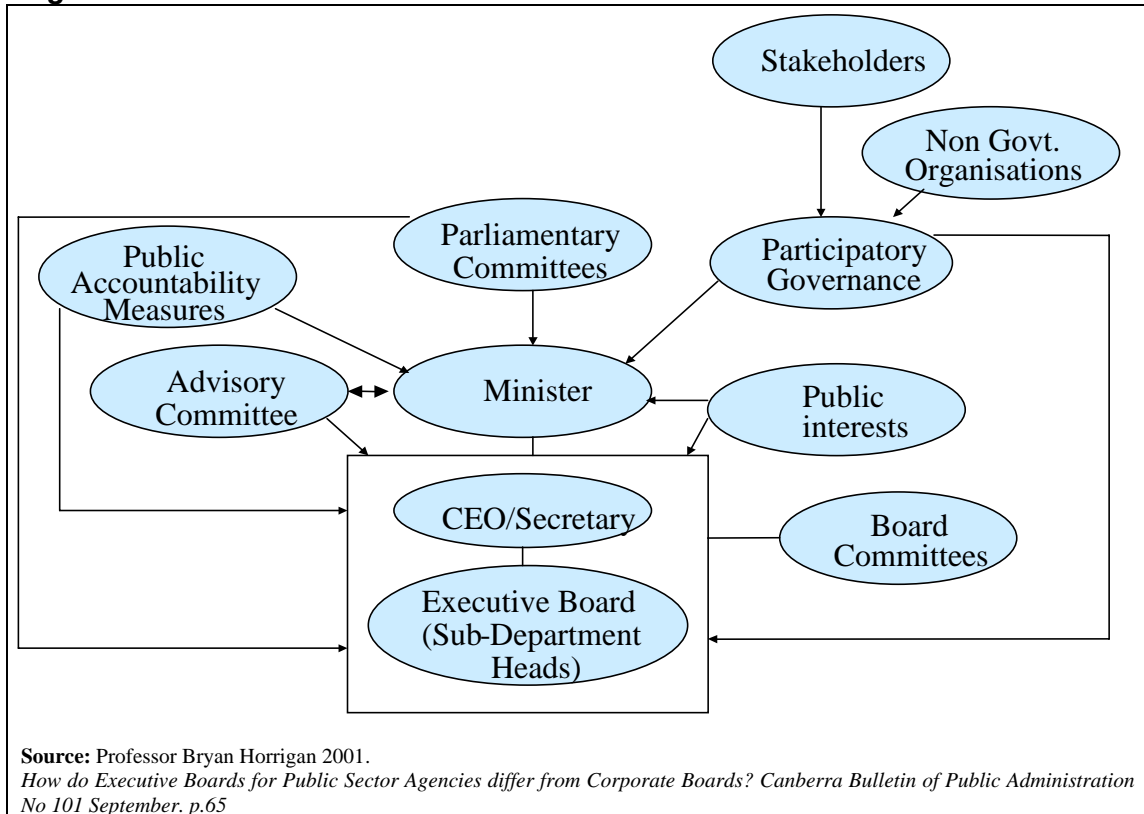 Stakeholders
Non Govt.
Organisations
Parliamentary
Committees
Participatory
Governance
Public
Accountability
Measures
Advisory
Committee
Minister
Public
interests
CEO/Secretary
Board
Committees
Executive Board
(Sub-Department
Heads)
Source: Professor Bryan Horrigan 2001.
How do Executive Boards for Public Sector Agencies differ from Corporate Boards? Canberra Bulletin of Public Administration
No 101 September. p.65